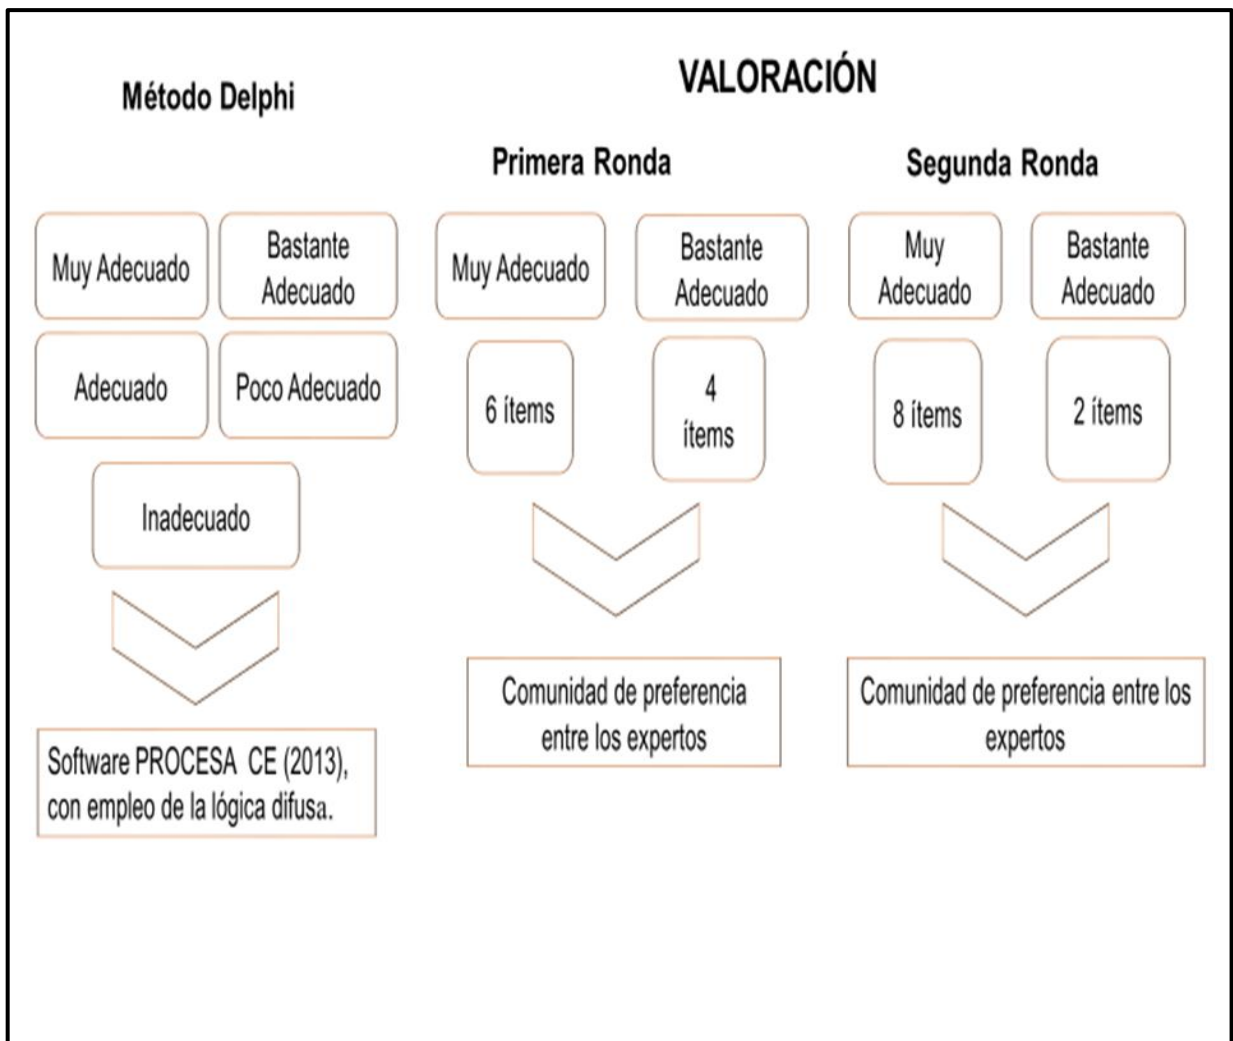 Método Delphi
VALORACIÓN
Primera Ronda
Segunda Ronda
Muy Adecuado
Bastante
Adecuado
Adecuado
Poco Adecuado
Inadecuado
Software PROCESA CE (2013),
con empleo de la lógica difusa.
Muy Adecuado
Bastante
Adecuado
6 ítems
4
ítems
Comunidad de preferencia
entre los expertos
Muy
Adecuado
Bastante
Adecuado
8 ítems
2 ítems
Comunidad de preferencia entre los
expertos